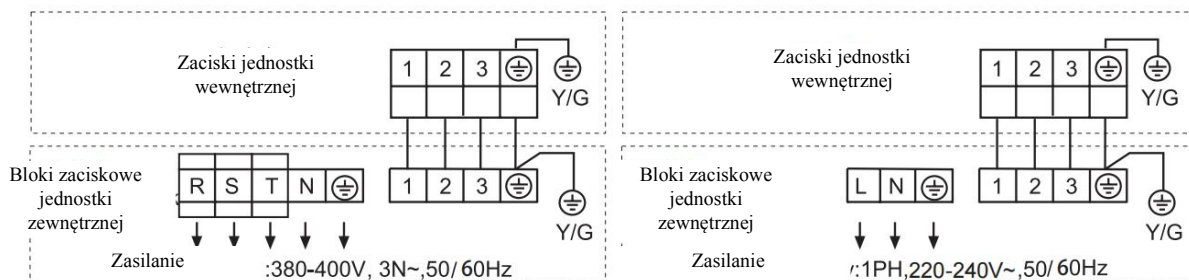 Zaciski jednostki
wewnętrznej
1 2 3
Y/G
Bloki zaciskowe
jednostki
zewnętrznej
R S T N
1 2 3
Y/G
Zasilanie
:380-400V, 3N~,50/60Hz
Zaciski jednostki
wewnętrznej
1 2 3
Y/G
Bloki zaciskowe
jednostki
zewnętrznej
L N
1 2 3
Y/G
Zasilanie
:1PH,220-240V~,50/60Hz